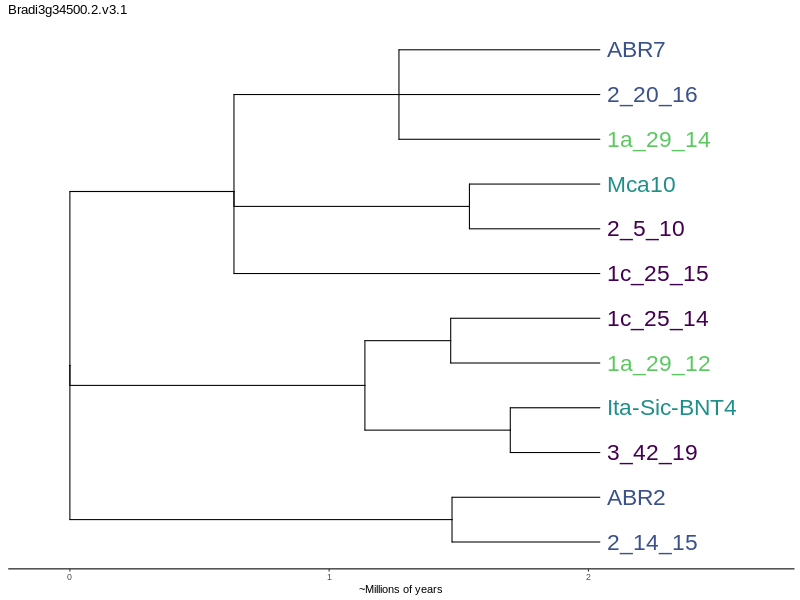 Bradi3g34500.2.v3.1
ABR7
2_20_16
1a_29_14
Mca10
2_5_10
1c_25_15
1c_25_14
1a_29_12
Ita-Sic-BNT4
3_42_19
ABR2
2_14_15
0 1 2
~Millions of years